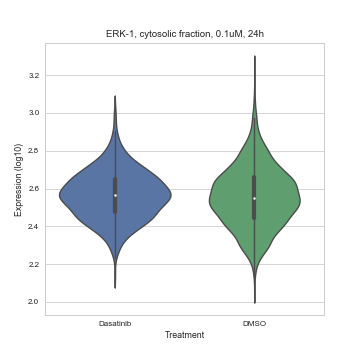 ERK-1, cytosolic fraction, 0.1uM, 24h
3.2
3.0
2.8
2.6
2.4
2.2
2.0
Expression (log10)
Dasatinib
DMSO
Treatment